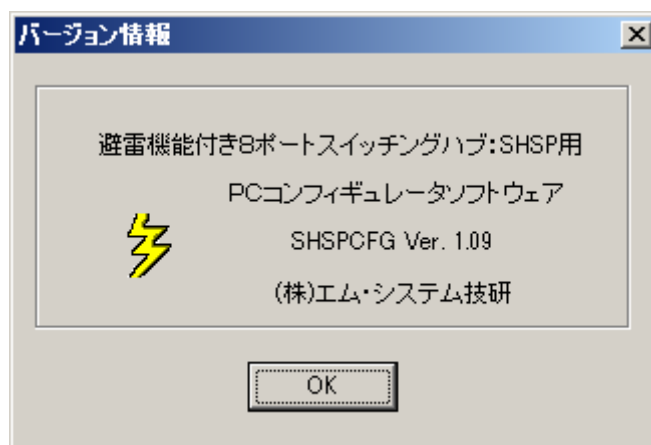 バージョン情報
避雷機能付き8ポートスイッチングハブ:SHSP用
PCコンフィギュレータソフトウェア
SHSPCFG Ver. 1.09
(株)エム・システム技研
OK